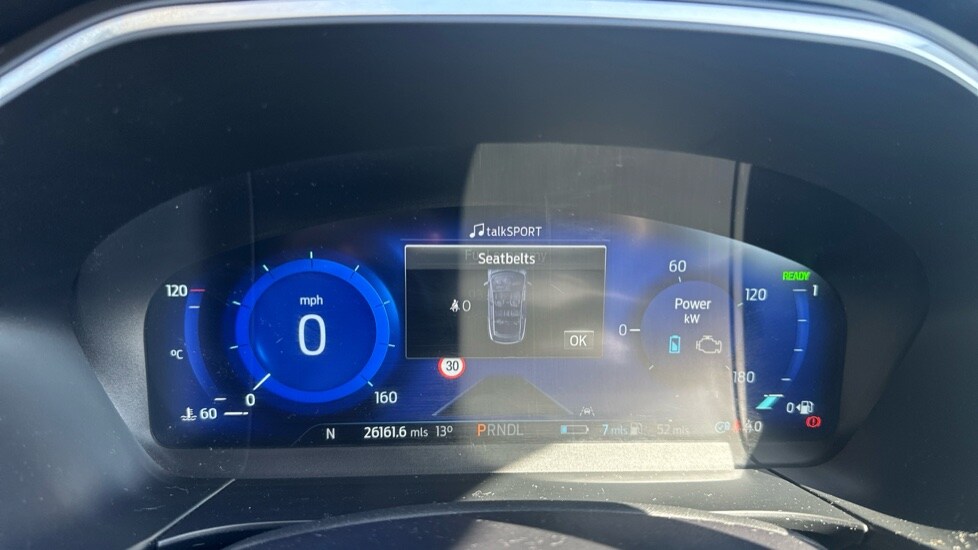 talkSPORT
Seatbelts
0
OK
120
°C
60
mph
0
0
160
30
60
0
120
180
Power
kW
READY
1
0
N 26161.6 mls 13° PRNDL 7 mls 52 mls 0